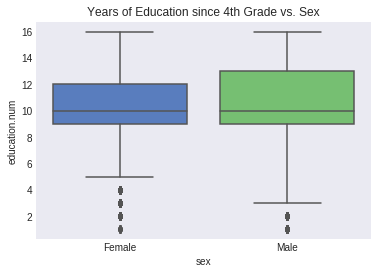 Years of Education since 4th Grade vs. Sex
16
14
12
10
8
6
4
2
education.num
Female
Male
sex